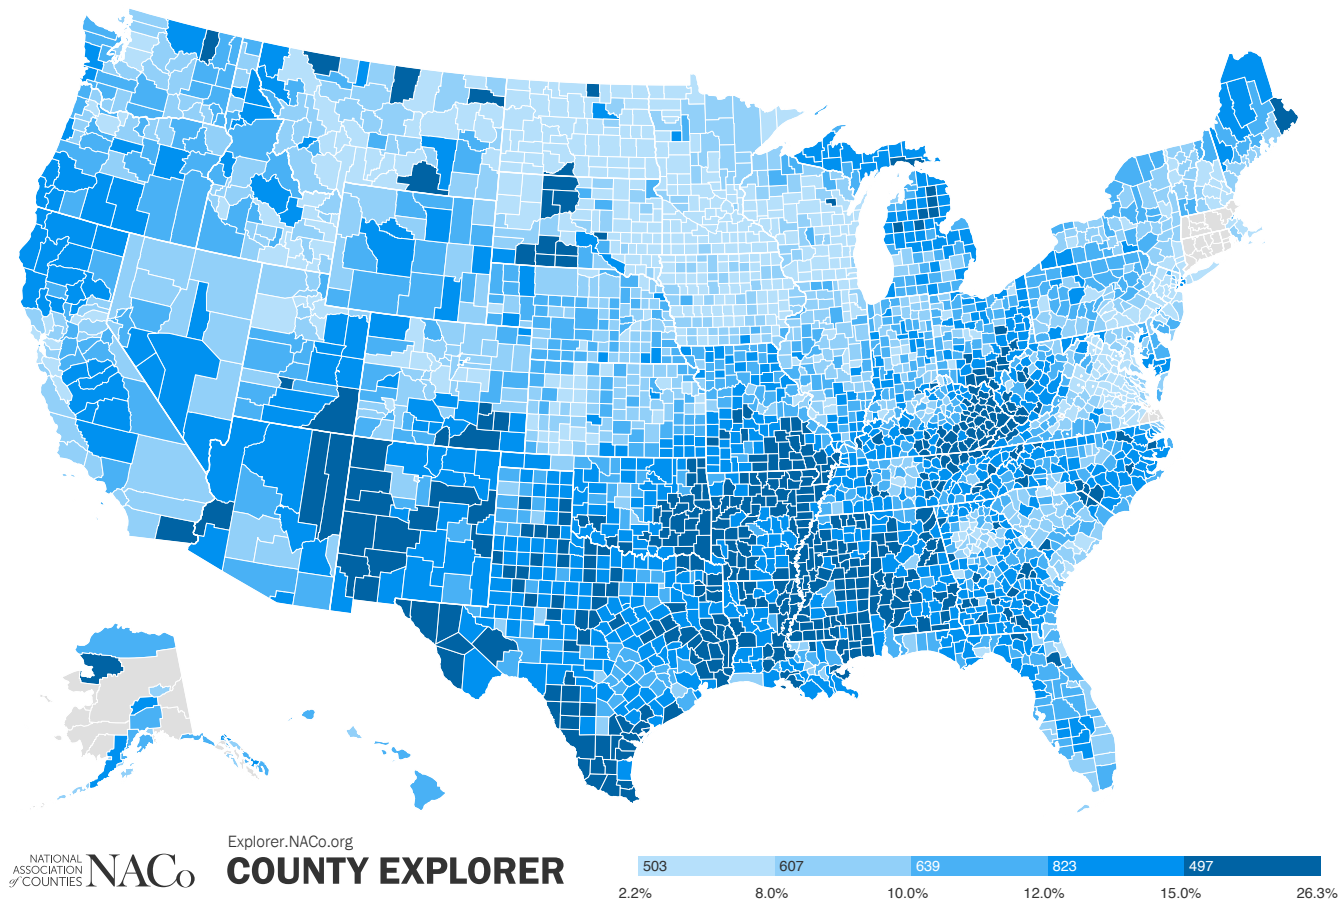 NATIONAL
ASSOCIATION
of COUNTIES
NACo
Explorer.NACo.org
COUNTY EXPLORER
503 607 639 823 497
2.2% 8.0% 10.0% 12.0% 15.0% 26.3%